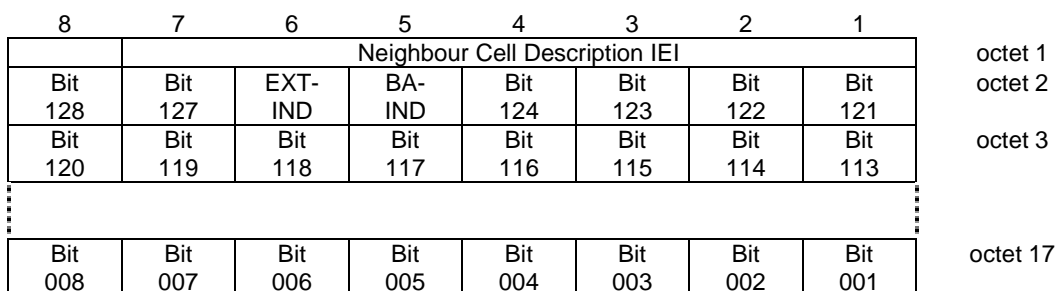 8 7 6 5 4 3 2 1
Neighbour Cell Description IEI octet 1
Bit Bit EXT- BA- Bit Bit Bit Bit octet 2
128 127 IND IND 124 123 122 121
Bit Bit Bit Bit Bit Bit Bit Bit octet 3
120 119 118 117 116 115 114 113
Bit Bit Bit Bit Bit Bit Bit Bit octet 17
008 007 006 005 004 003 002 001